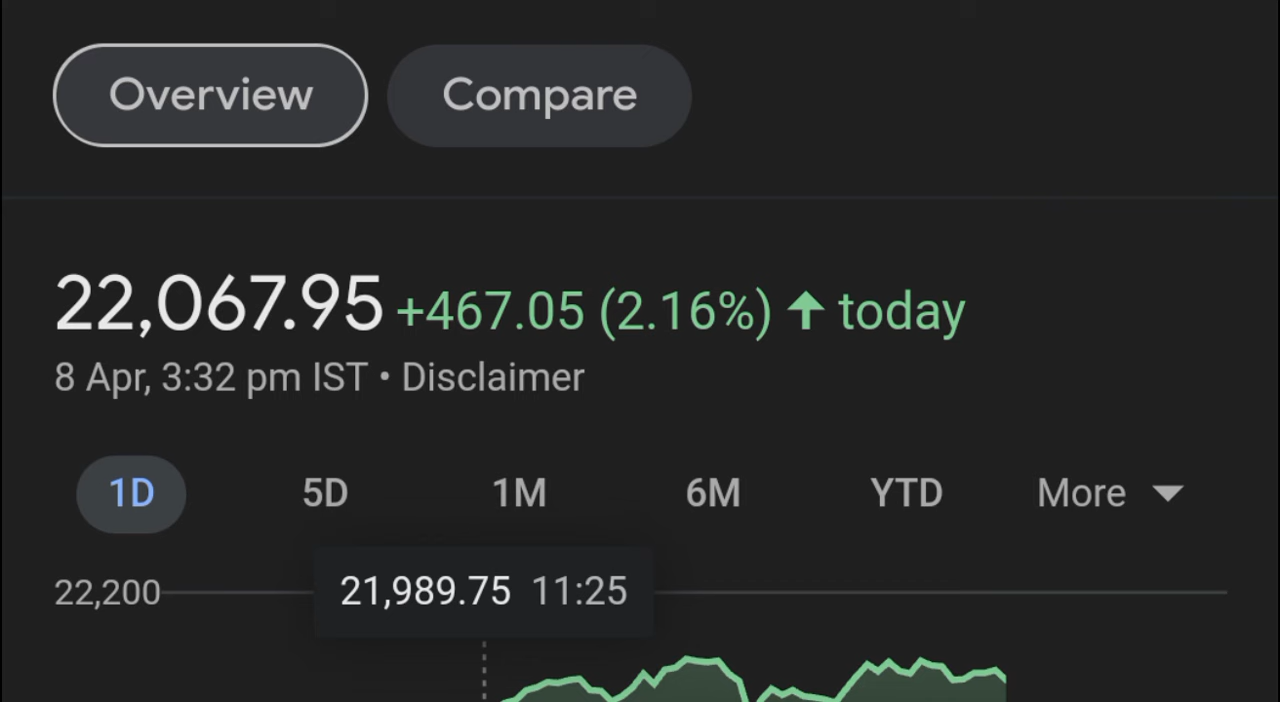 Overview Compare
22,067.95 +467.05 (2.16%) ↑ today
8 Apr, 3:32 pm IST • Disclaimer
1D 5D 1M 6M YTD More
21,989.75 11:25
22,200